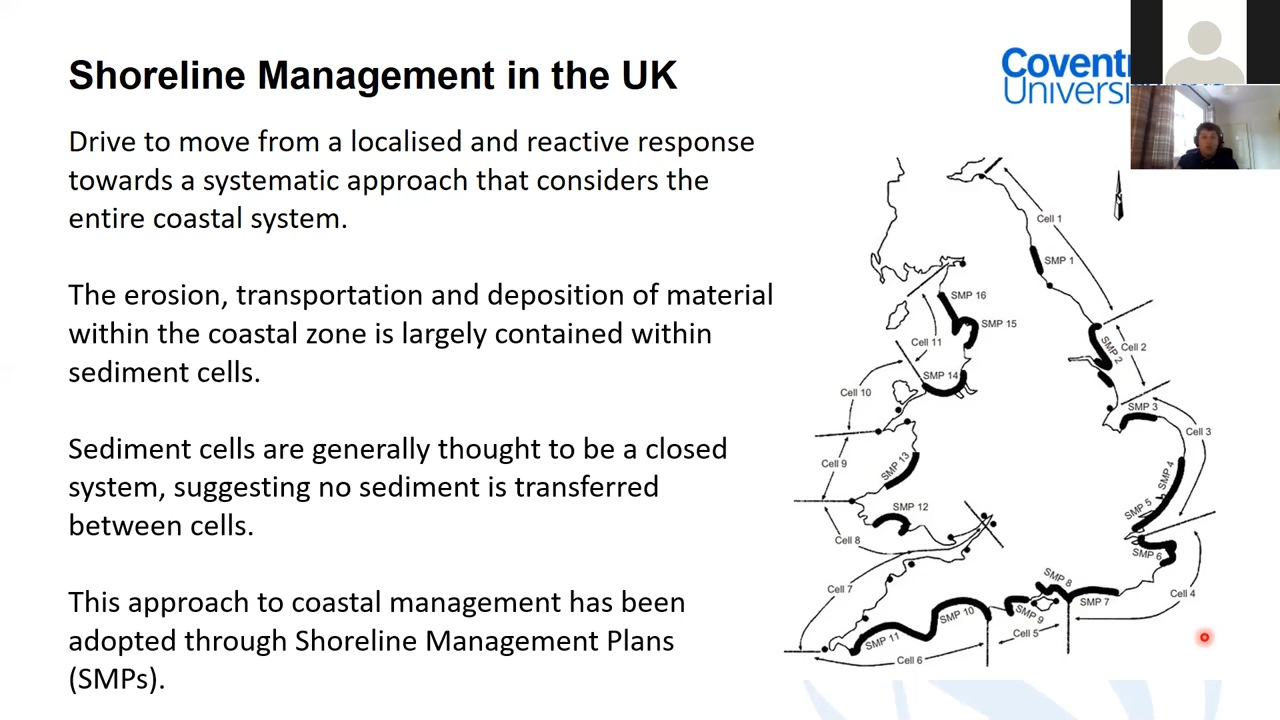 Shoreline Management in the UK
Coventr
Universi
Drive to move from a localised and reactive response
towards a systematic approach that considers the
entire coastal system.
The erosion, transportation and deposition of material
within the coastal zone is largely contained within
sediment cells.
Sediment cells are generally thought to be a closed
system, suggesting no sediment is transferred
between cells.
This approach to coastal management has been
adopted through Shoreline Management Plans
(SMPs).
N
Cell 1
SMP 1
SMP 16
SMP 15
Cell 11
SMP 2
Cell 2
SMP 14
Cell 10
SMP 3
Cell 3
Cell 9
SMP 13
SMP 4
SMP 12
SMP 5
Cell 8
SMP 6
Cell 7
SMP 8
Cell 4
SMP 7
SMP 9
SMP 10
Cell 5
SMP 11
Cell 6